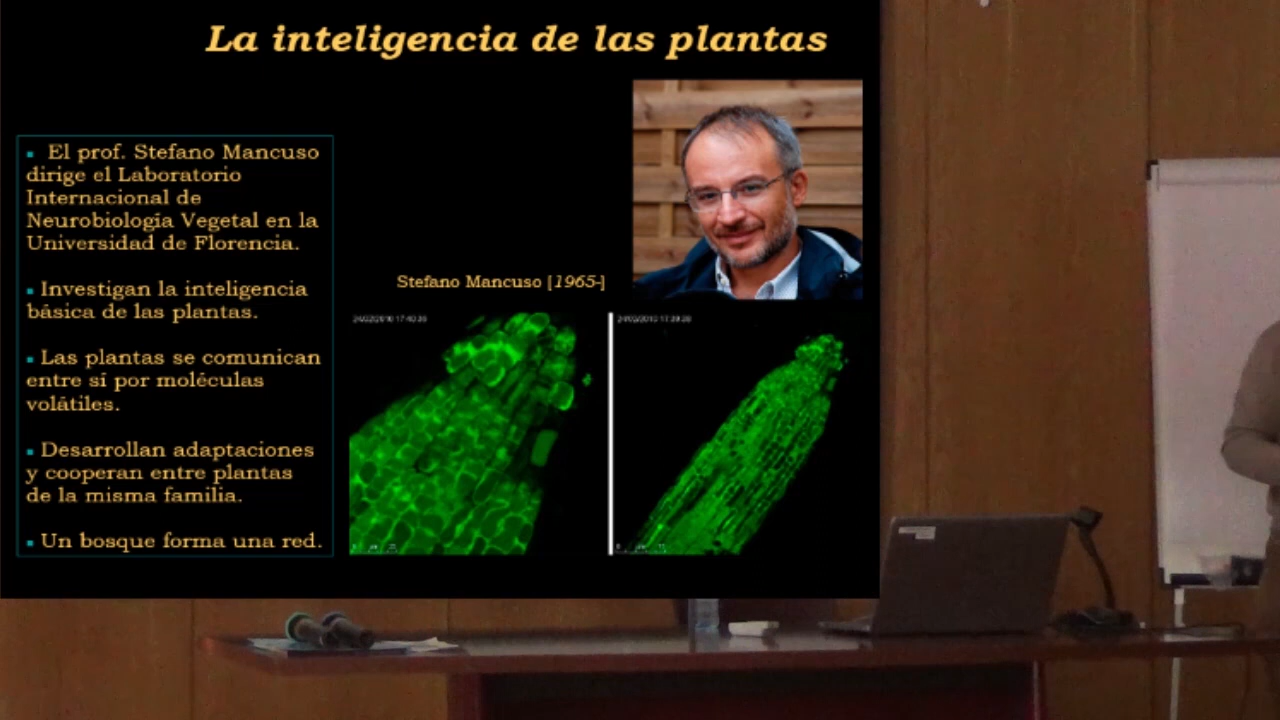 La inteligencia de las plantas
▪ El prof. Stefano Mancuso
dirige el Laboratorio
Internacional de
Neurobiología Vegetal en la
Universidad de Florencia.
▪ Investigan la inteligencia
básica de las plantas.
▪ Las plantas se comunican
entre sí por moléculas
volátiles.
▪ Desarrollan adaptaciones
y cooperan entre plantas
de la misma familia.
▪ Un bosque forma una red.
Stefano Mancuso [1965-]